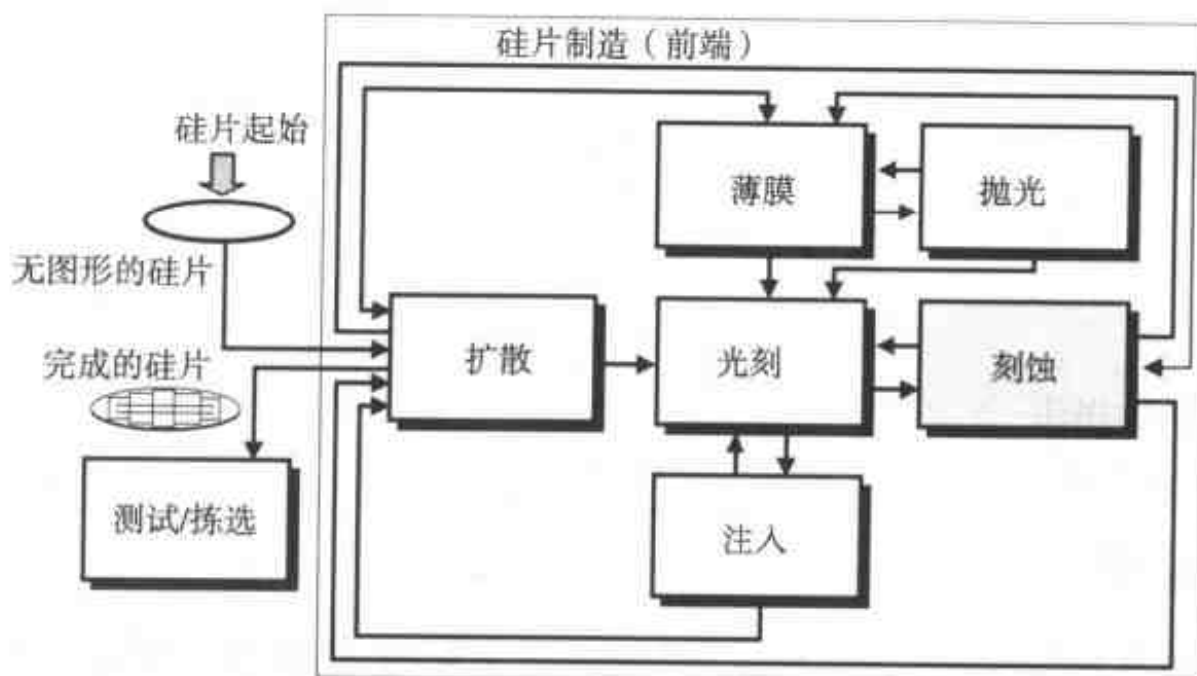 硅片制造（前端）
硅片起始
薄膜
抛光
无图形的硅片
扩散
光刻
刻蚀
完成的硅片
测试/拣选
注入